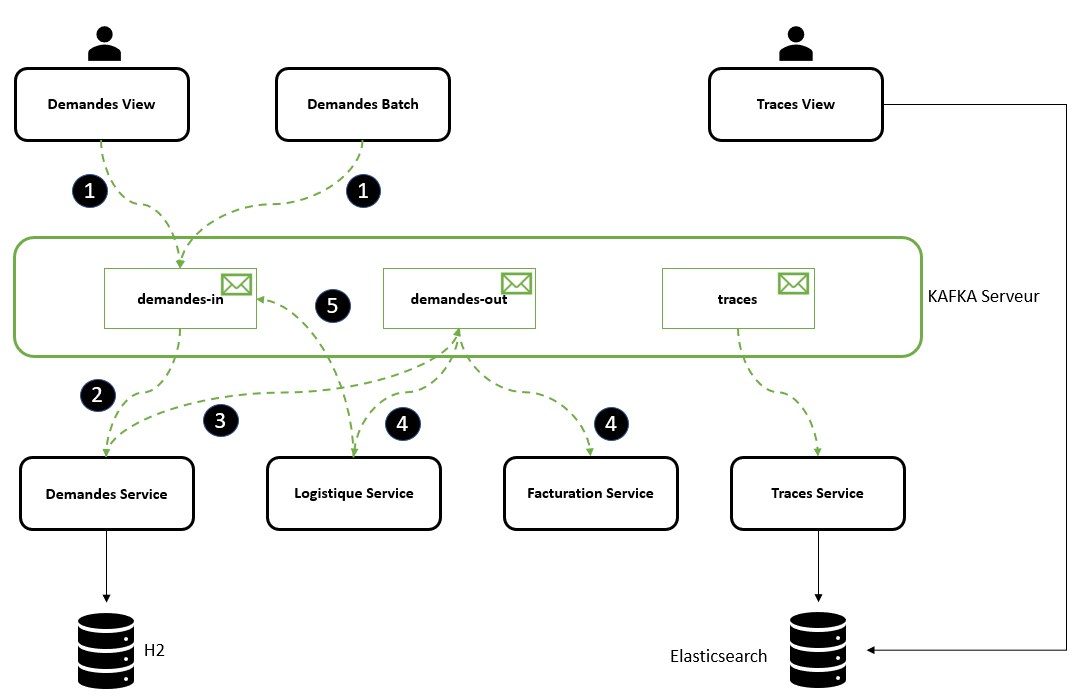 Demandes View
Demandes Batch
Traces View
1
1
demandes-in
demandes-out
traces
KAFKA Serveur
5
2
3
4
4
Demandes Service
Logistique Service
Facturation Service
Traces Service
H2
Elasticsearch